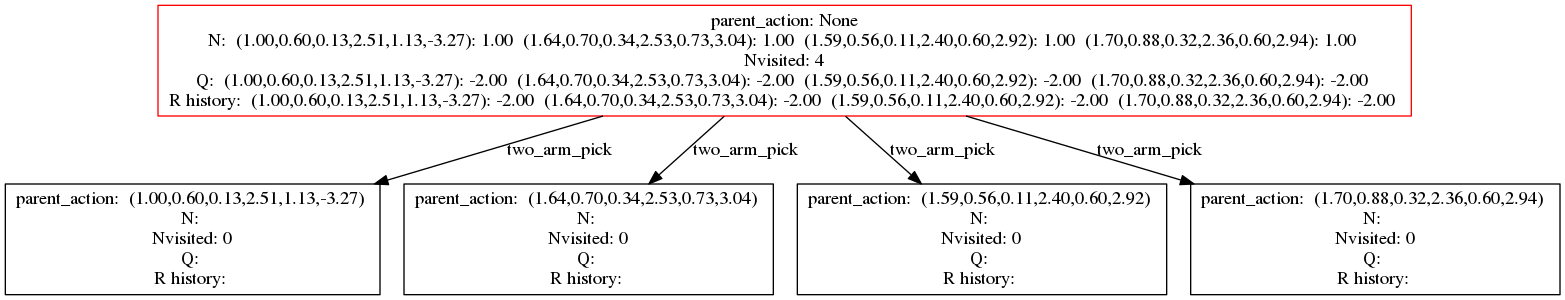 parent_action: None
N: (1.00,0.60,0.13,2.51,1.13,-3.27): 1.00 (1.64,0.70,0.34,2.53,0.73,3.04): 1.00 (1.59,0.56,0.11,2.40,0.60,2.92): 1.00 (1.70,0.88,0.32,2.36,0.60,2.94): 1.00
Nvisited: 4
Q: (1.00,0.60,0.13,2.51,1.13,-3.27): -2.00 (1.64,0.70,0.34,2.53,0.73,3.04): -2.00 (1.59,0.56,0.11,2.40,0.60,2.92): -2.00 (1.70,0.88,0.32,2.36,0.60,2.94): -2.00
R history: (1.00,0.60,0.13,2.51,1.13,-3.27): -2.00 (1.64,0.70,0.34,2.53,0.73,3.04): -2.00 (1.59,0.56,0.11,2.40,0.60,2.92): -2.00 (1.70,0.88,0.32,2.36,0.60,2.94): -2.00
two_arm_pick
two_arm_pick
two_arm_pick
two_arm_pick
parent_action: (1.00,0.60,0.13,2.51,1.13,-3.27)
N:
Nvisited: 0
Q:
R history:
parent_action: (1.64,0.70,0.34,2.53,0.73,3.04)
N:
Nvisited: 0
Q:
R history:
parent_action: (1.59,0.56,0.11,2.40,0.60,2.92)
N:
Nvisited: 0
Q:
R history:
parent_action: (1.70,0.88,0.32,2.36,0.60,2.94)
N:
Nvisited: 0
Q:
R history: